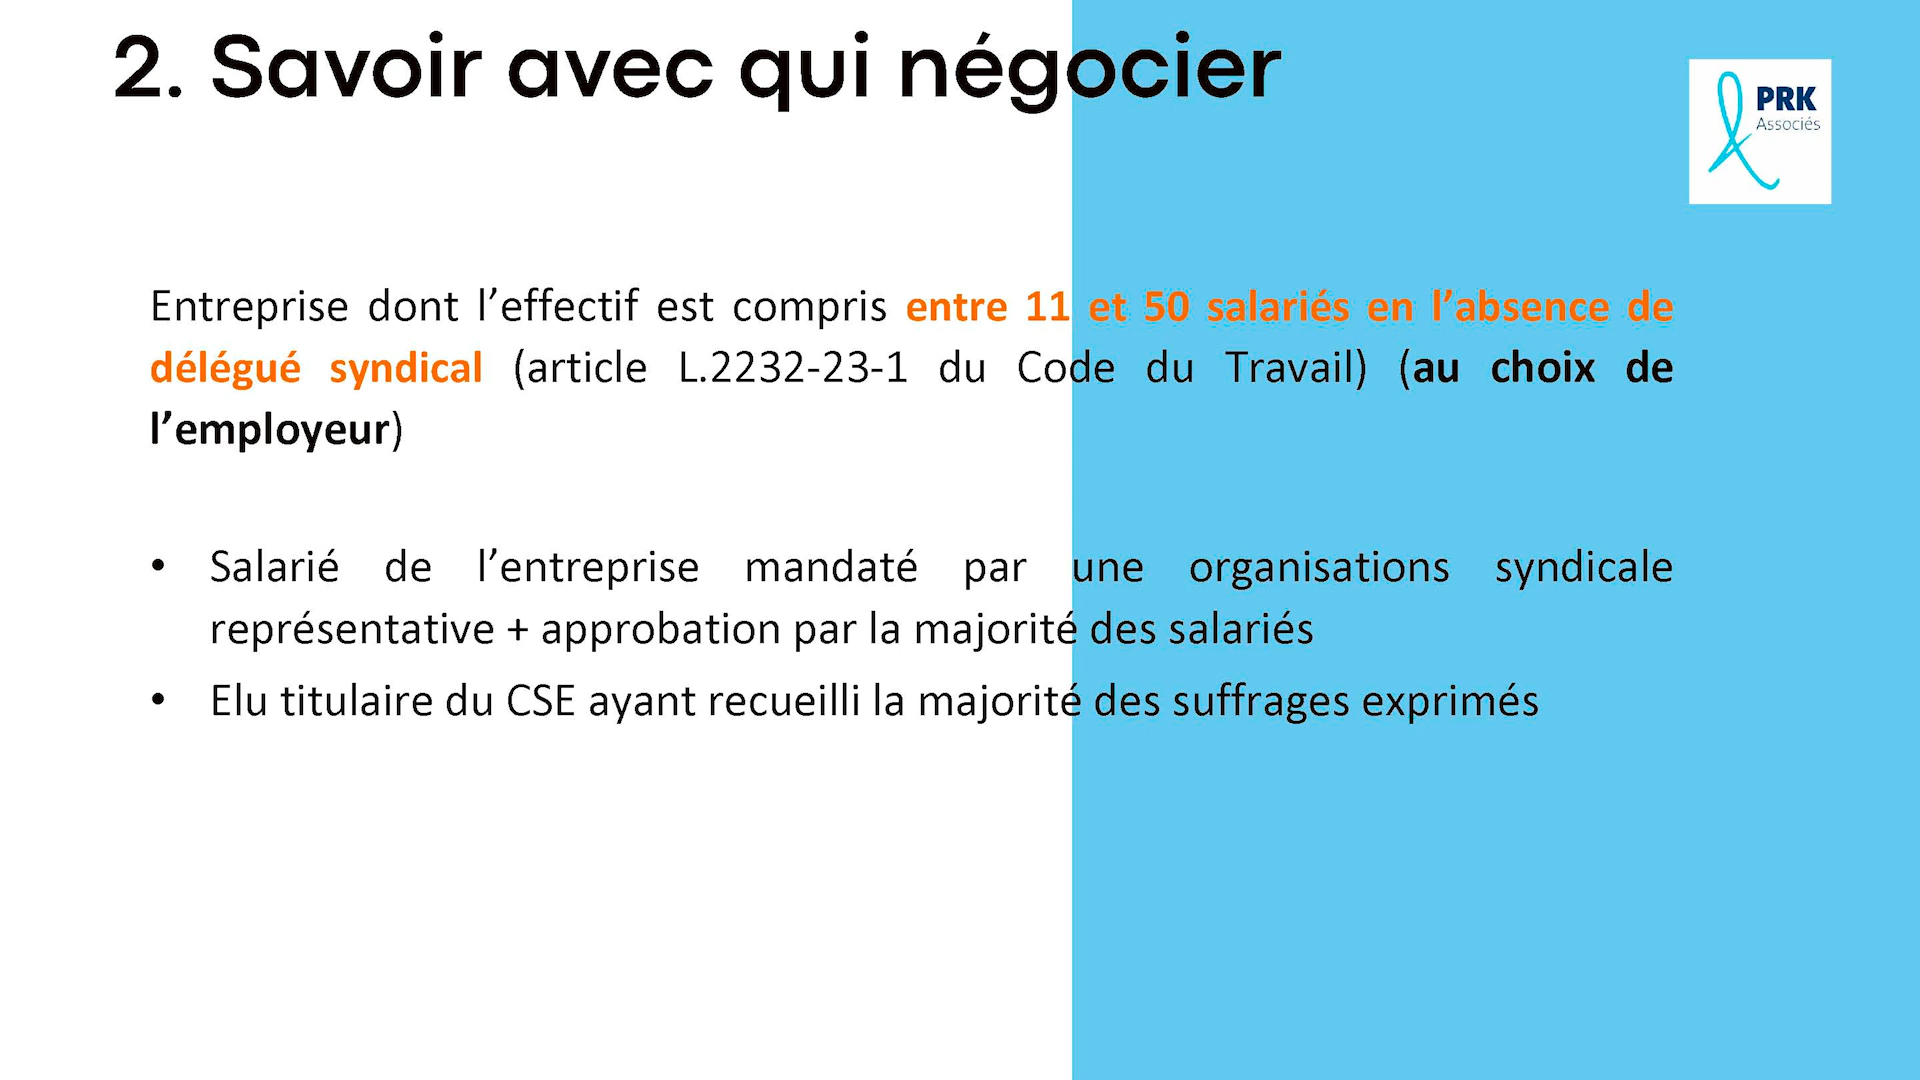 2. Savoir avec qui négocier
PRK
Associés
Entreprise dont l’effectif est compris entre 11 et 50 salariés en l’absence de
délégué syndical (article L.2232-23-1 du Code du Travail) (au choix de
l’employeur)
• Salarié de l’entreprise mandaté par une organisations syndicale
représentative + approbation par la majorité des salariés
• Elu titulaire du CSE ayant recueilli la majorité des suffrages exprimés